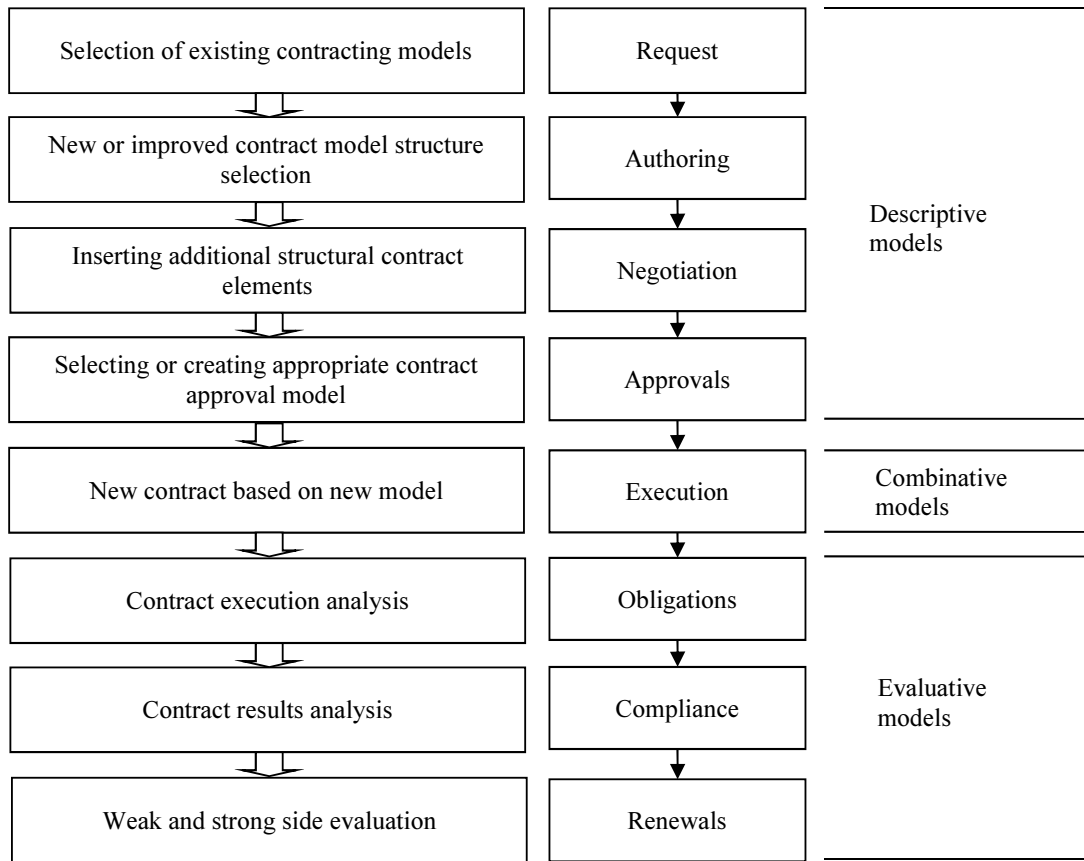 Selection of existing contracting models
Request
New or improved contract model structure
selection
Authoring
Inserting additional structural contract
elements
Negotiation
Selecting or creating appropriate contract
approval model
Approvals
Descriptive
models
New contract based on new model
Execution
Combinative
models
Contract execution analysis
Obligations
Contract results analysis
Compliance
Weak and strong side evaluation
Renewals
Evaluative
models